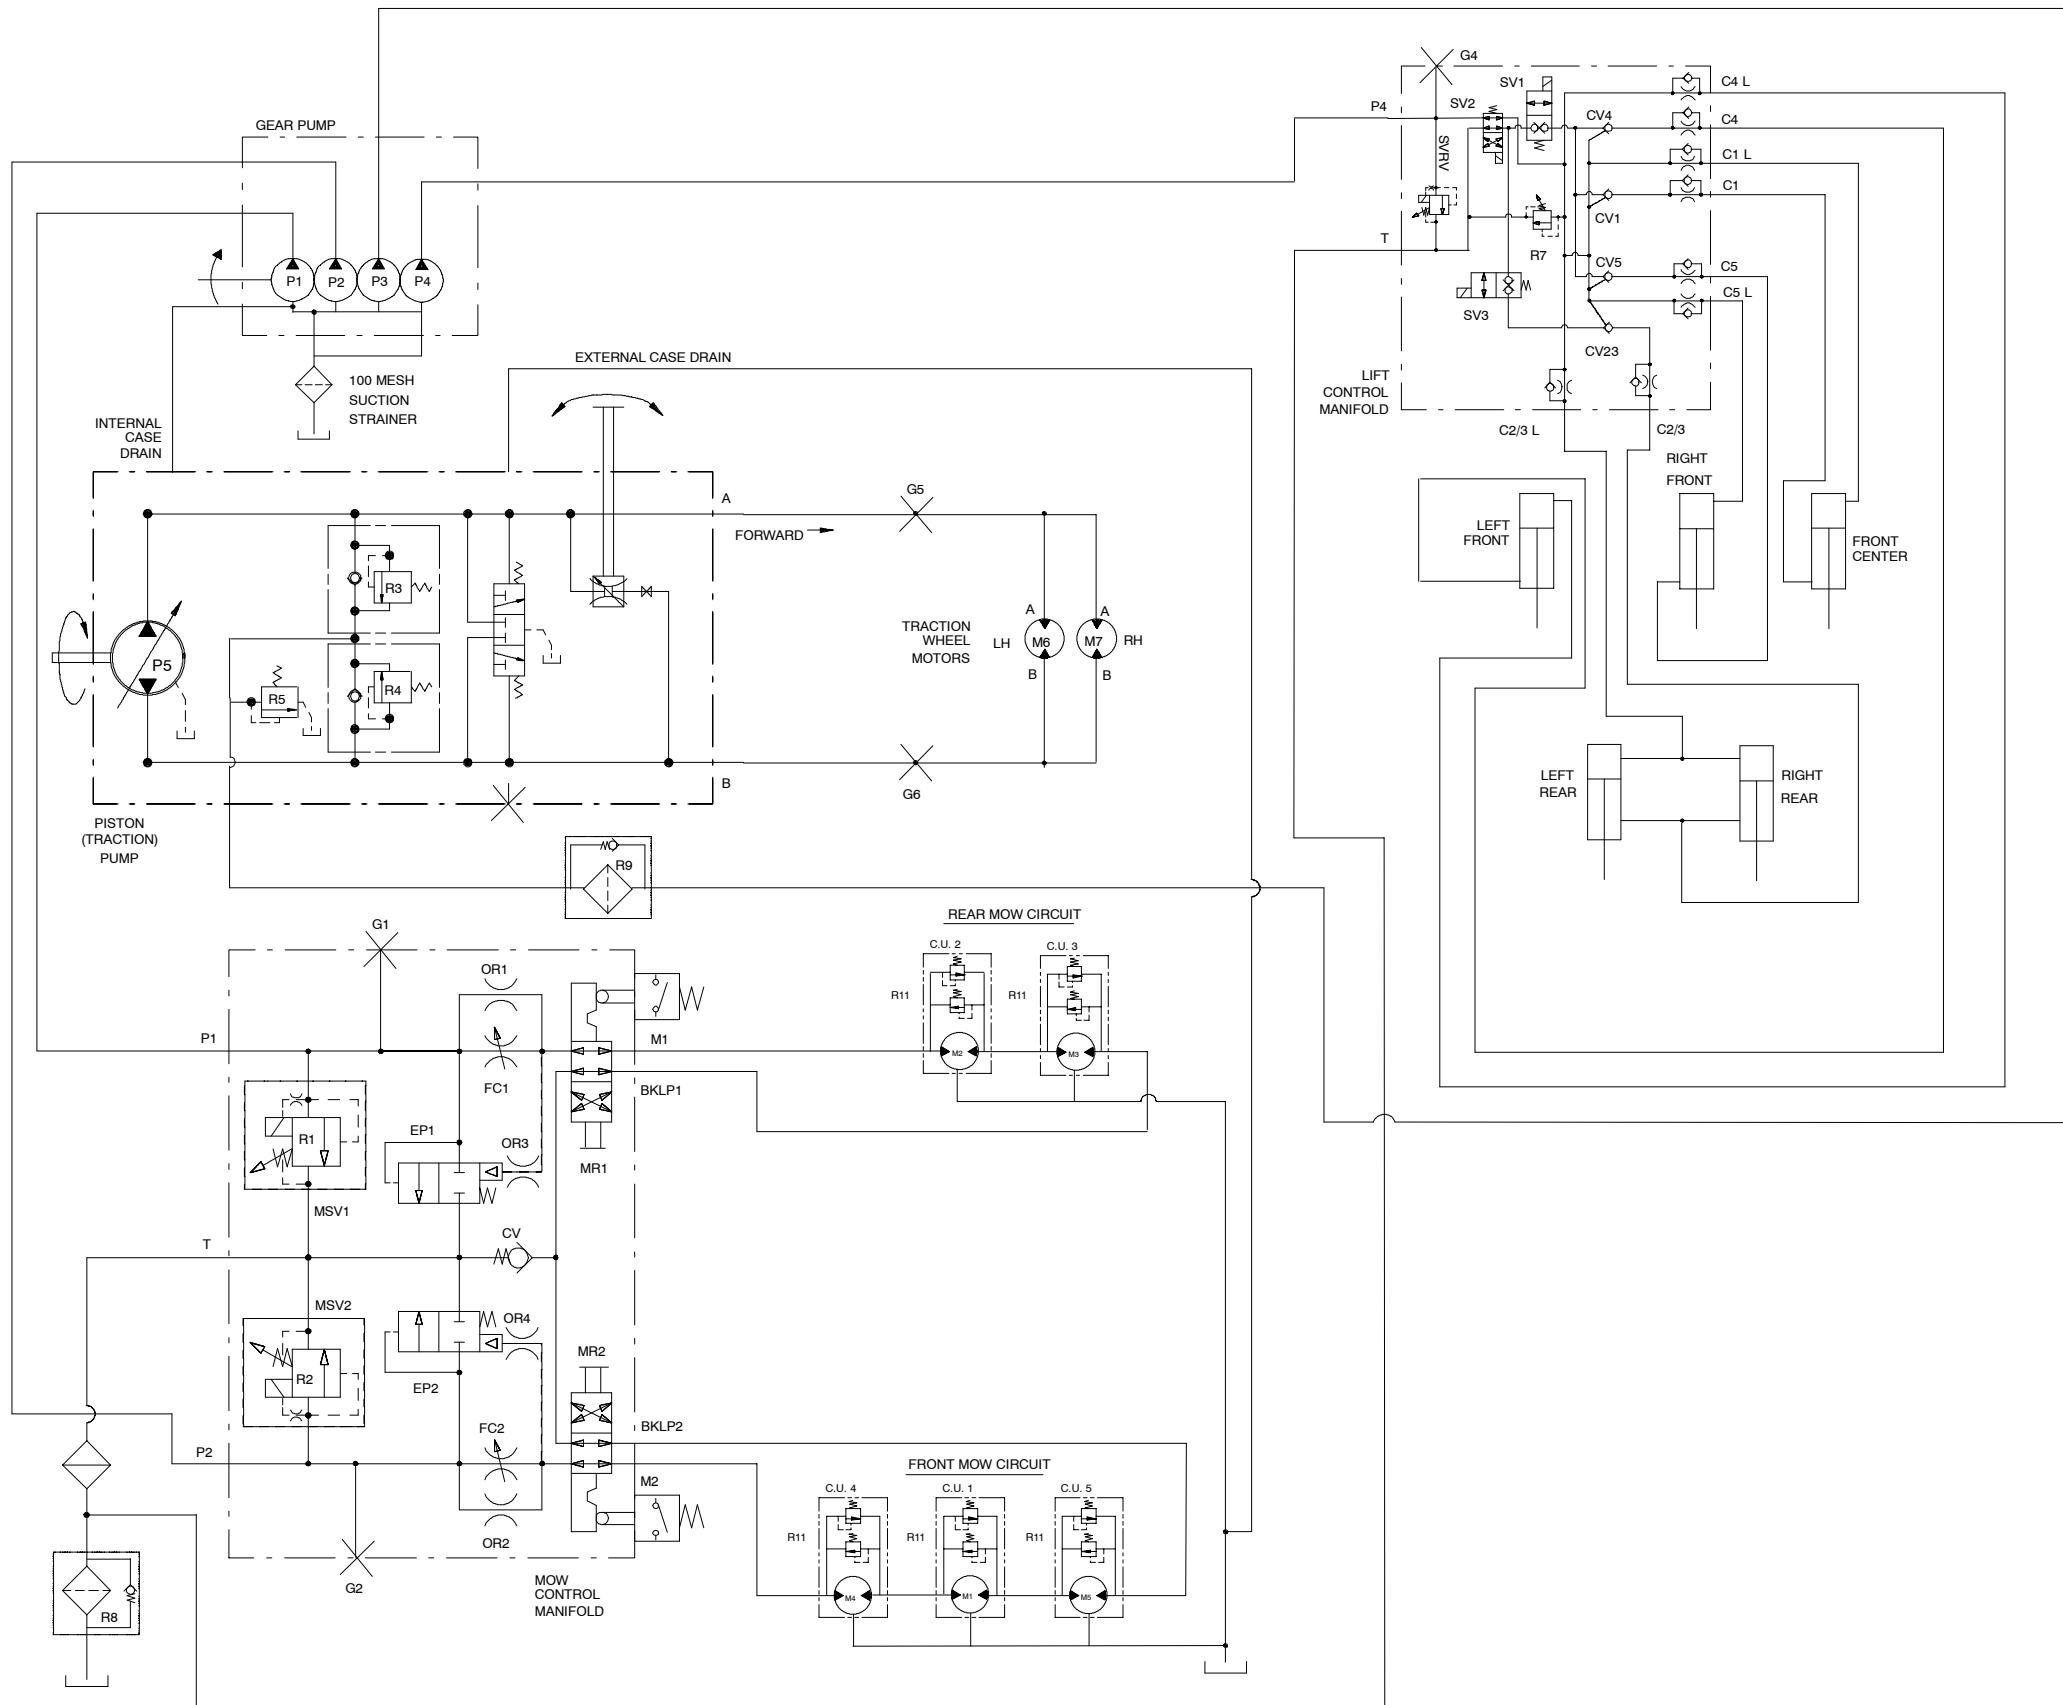 G4
SV1
C4 L
P4
SV2
CV4
C4
GEAR PUMP
SVRV
C1 L
C1
CV1
T
R7
CV5
C5
P1
P2
P3
P4
C5 L
SV3
CV23
EXTERNAL CASE DRAIN
100 MESH
SUCTION
STRAINER
LIFT
CONTROL
MANIFOLD
INTERNAL
CASE
DRAIN
C2/3 L
C2/3
RIGHT
FRONT
A
G5
FORWARD
LEFT
FRONT
FRONT
CENTER
R3
A
A
TRACTION
WHEEL
MOTORS
LH
M6
M7
RH
P5
B
B
R5
R4
B
G6
LEFT
REAR
RIGHT
REAR
PISTON
(TRACTION)
PUMP
R9
REAR MOW CIRCUIT
G1
C.U. 2
C.U. 3
OR1
R11
R11
P1
M1
M2
M3
FC1
BKLP1
EP1
OR3
R1
MR1
MSV1
T
CV
MSV2
OR4
MR2
R2
EP2
FC2
BKLP2
P2
FRONT MOW CIRCUIT
M2
C.U. 4
C.U. 1
C.U. 5
OR2
R11
R11
R11
G2
MOW
CONTROL
MANIFOLD
M4
M1
M5
R8